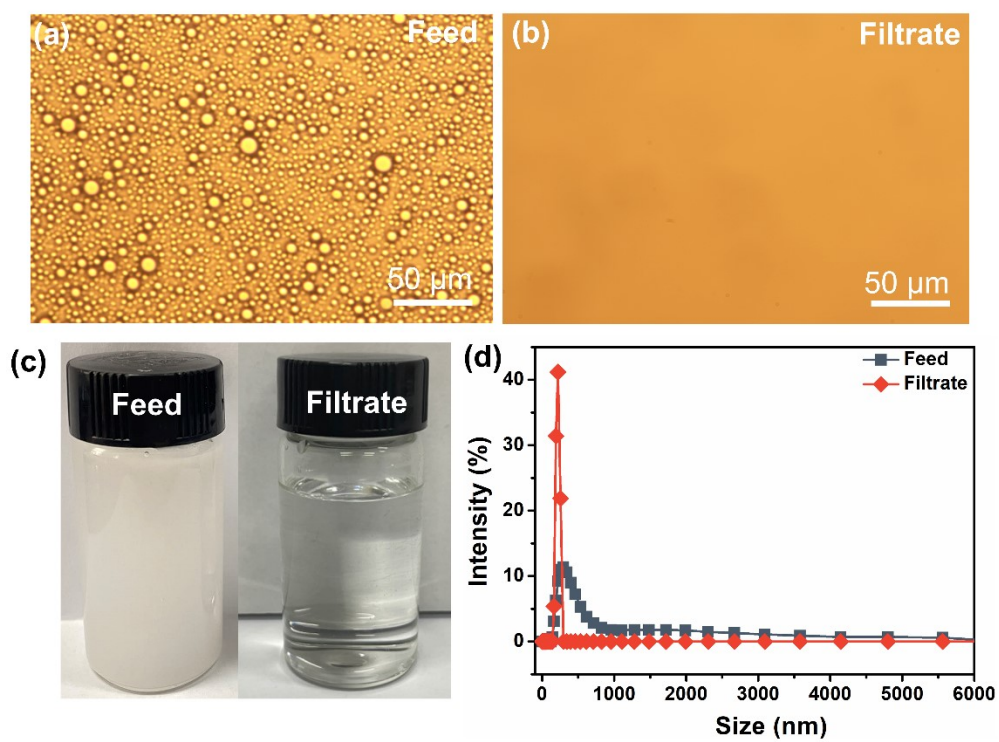 (a)
Feed
50 μm
(b)
Filtrate
50 μm
(c)
Feed
Filtrate
(d)
Feed
Filtrate
Intensity (%)
40
30
20
10
0
0 1000 2000 3000 4000 5000 6000
Size (nm)